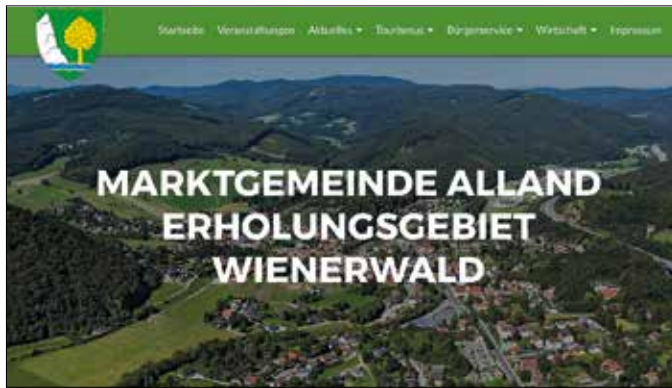 Startseite Veranstaltungen Aktuelles Tourismus Bürgerservice Wirtschaft Impressum
MARKTGEMEINDE ALLAND
ERHOLUNGSGEBIET
WIENERWALD